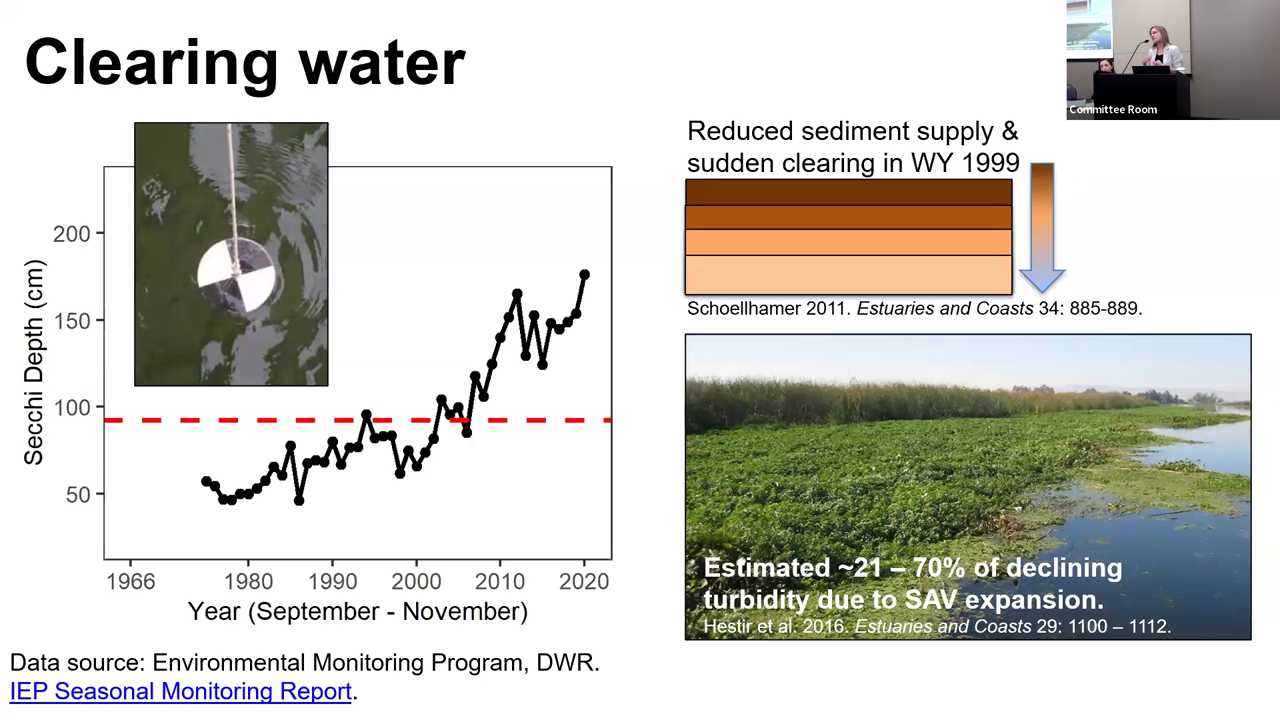 Clearing water
Committee Room
200
150
100
50
Secchi Depth (cm)
1966 1980 1990 2000 2010 2020
Year (September - November)
Data source: Environmental Monitoring Program, DWR.
IEP Seasonal Monitoring Report.
Reduced sediment supply &
sudden clearing in WY 1999
Schoellhamer 2011. Estuaries and Coasts 34: 885-889.
Estimated ~21 – 70% of declining
turbidity due to SAV expansion.
Hestir et al. 2016. Estuaries and Coasts 29: 1100 – 1112.